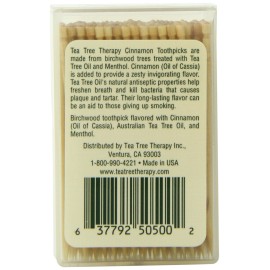 Tea Tree Therapy Cinnamon Toothpicks are
made from birchwood trees treated with Tea
Tree Oil and Menthol. Cinnamon (Oil of Cassia)
is added to provide a zesty invigorating flavor.
Tea Tree Oil's natural antiseptic properties help
freshen breath and kill bacteria that causes
plaque and tartar. Their long-lasting flavor can
be an aid to those giving up smoking.
Birchwood toothpick flavored with Cinnamon
(Oil of Cassia), Australian Tea Tree Oil, and
Menthol.
Distributed by Tea Tree Therapy Inc.,
Ventura, CA 93003
1-800-990-4221 • Made in USA
www.teatreetherapy.com
6 37792 50500 2